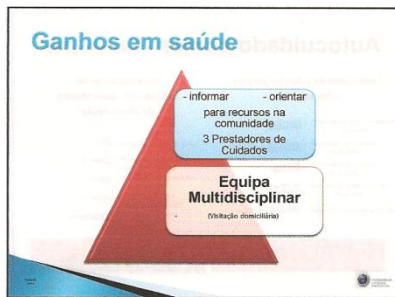 Ganhos em saúde
- informar - orientar
para recursos na
comunidade
3 Prestadores de
Cuidados
Equipa
Multidisciplinar
(Visitação domiciliária)